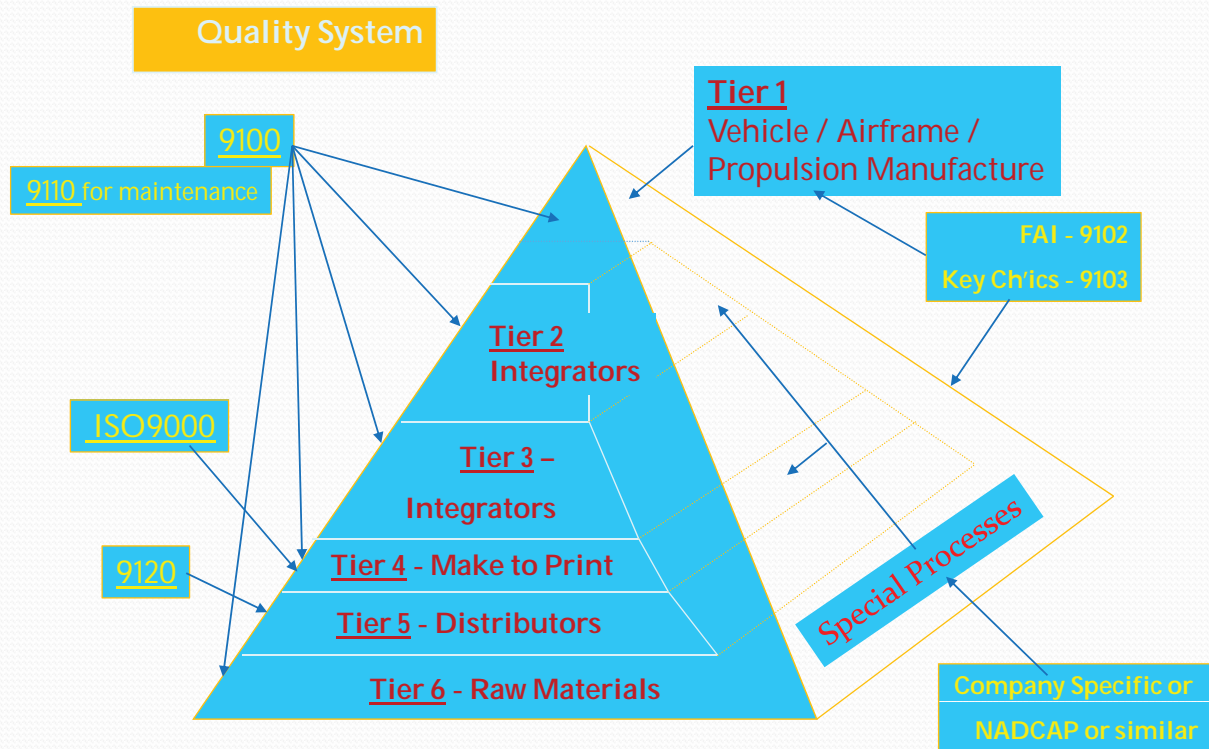 Quality System
Tier 1
Vehicle / Airframe /
Propulsion Manufacture
9100
9110 for maintenance
FAI - 9102
Key Ch'ics - 9103
Tier 2
Integrators
ISO9000
Tier 3 –
Integrators
9120
Tier 4 - Make to Print
Tier 5 - Distributors
Special Processes
Tier 6 - Raw Materials
Company Specific or
NADCAP or similar